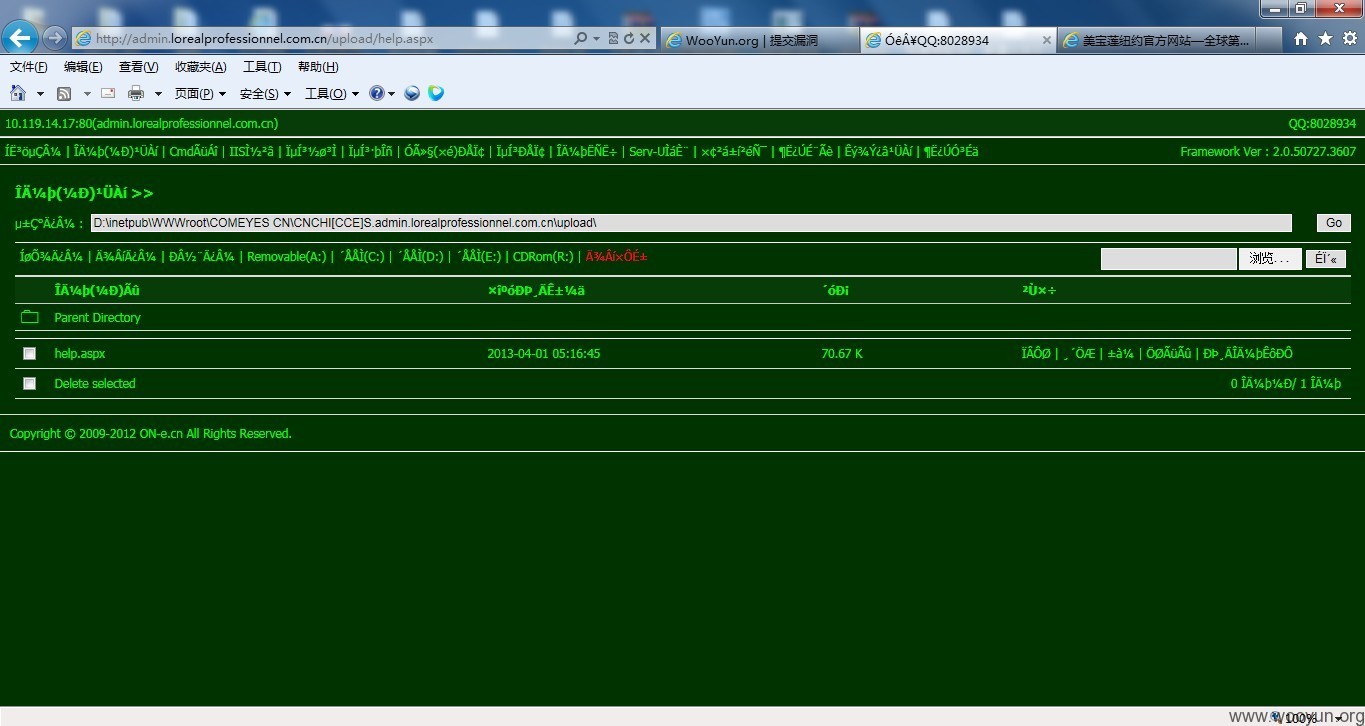 http://admin.lorealprofessionnel.com.cn/upload/help.aspx
WooYun.org | 提交漏洞
ÓêÂ¥QQ:8028934
美宝莲纽约官方网站—全球第...
文件(F) 编辑(E) 查看(V) 收藏夹(A) 工具(T) 帮助(H)
页面(P) 安全(S) 工具(O)
10.119.14.17:80(admin.lorealprofessionnel.com.cn) QQ:8028934
ÍË³öµÇÂ¼ | ÎÄ¼þ(¼Ð)¹ÜÀí | CmdÃüÁî | IISÌ½²â | ÏµÍ³½ø³Ì | ÏµÍ³·þÎñ | ÓÃ»§(×é)ÐÅÏ¢ | ÏµÍ³ÐÅÏ¢ | ÎÄ¼þËÑË÷ | Serv-UÌáÈ¨ | ×¢²á±í²éÑ¯ | ¶Ë¿ÚÉ¨Ãè | Êý¾Ý¿â¹ÜÀí | ¶Ë¿ÚÓ³Éä Framework Ver : 2.0.50727.3607
ÎÄ¼þ(¼Ð)¹ÜÀí >>
µ±Ç°Ä¿Â¼ : D:\inetpub\WWWroot\COMEYES CN\CNCHI[CCE]S.admin.lorealprofessionnel.com.cn\upload\ Go
ÍøÕ¾Ä¿Â¼ | Ä¾ÂíÄ¿Â¼ | ÐÂ½¨Ä¿Â¼ | Removable(A:) | ´ÅÅÌ(C:) | ´ÅÅÌ(D:) | ´ÅÅÌ(E:) | CDRom(R:) | Ä¾Âí×ÔÉ± 浏览... ÉÏ´«
ÎÄ¼þ(¼Ð)Ãû ×îºóÐÞ¸ÄÊ±¼ä ´óÐ¡ ²Ù×÷
Parent Directory
help.aspx 2013-04-01 05:16:45 70.67 K ÏÂÔØ | ¸´ÖÆ | ±à¼­ | ÖØÃüÃû | ÐÞ¸ÄÎÄ¼þÊôÐÔ
Delete selected 0 ÎÄ¼þ¼Ð/ 1 ÎÄ¼þ
Copyright © 2009-2012 ON-e.cn All Rights Reserved.
www.wooyun.org
100%